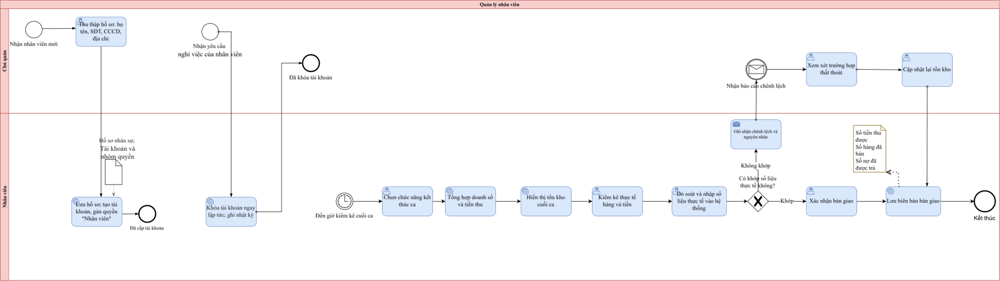 Quản lý nhân viên
Chủ quán
Nhận nhân viên mới
Thu thập hồ sơ: họ
tên, SĐT, CCCD,
địa chỉ
Nhận yêu cầu
nghỉ việc của nhân viên
Đã khóa tài khoản
Nhận báo cáo chênh lệch
Xem xét trường hợp
thất thoát
Cập nhật lại tồn kho
Nhân viên
Hồ sơ nhân sự;
Tài khoản và
nhóm quyền
Lưu hồ sơ; tạo tài
khoản, gán quyền
"Nhân viên"
Đã cấp tài khoản
Khóa tài khoản ngay
lập tức; ghi nhật ký
Đến giờ kiểm kê cuối ca
Chọn chức năng kết
thúc ca
Tổng hợp doanh số
và tiền thu
Hiển thị tồn kho
cuối ca
Kiểm kê thực tế
hàng và tiền
Dò soát và nhập số
liệu thực tế vào hệ
thống
Ghi nhận chênh lệch và
nguyên nhân
Không khớp
Có khớp số liệu
thực tế không?
Khớp
Xác nhận bàn giao
Số tiền thu
được
Số hàng đã
bán
Số nợ đã
được trả
Lưu biên bản bàn giao
Kết thúc